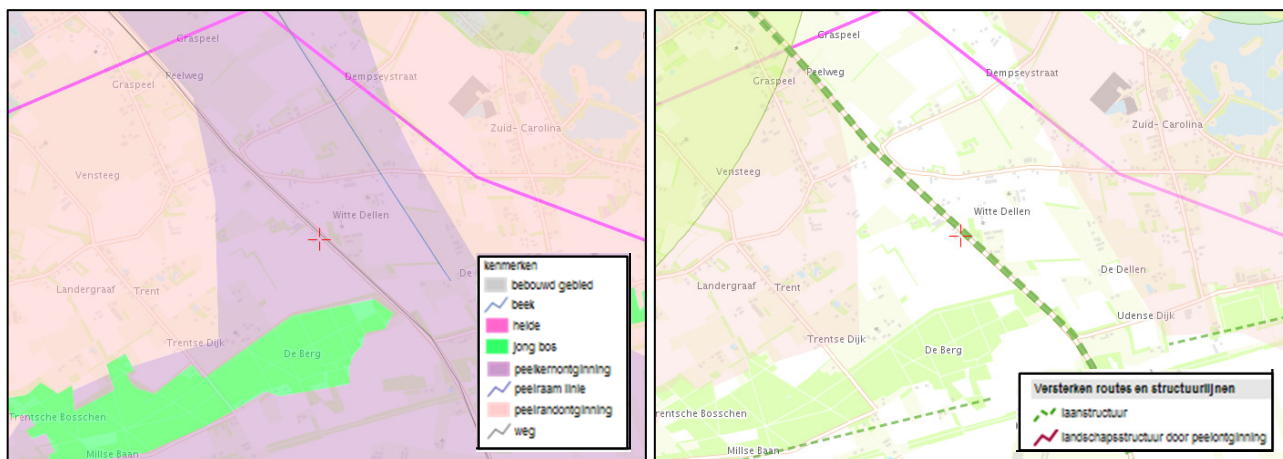 Graspeel
Peelweg
Graspeel
Dempseystraat
Zuid- Carolina
Vensteeg
Witte Dellen
De
Landergraaf
Trent
Trentse Dijk
De Berg
Trentsche Bosschen
Millse Baan
kenmerken
bebouwd gebied
beek
heide
jong bos
peelkernontginning
peelraam linie
peelrandontginning
weg
Graspeel
Peelweg
Graspeel
Dempseystraat
Zuid- Carolina
Vensteeg
Witte Dellen
De Dellen
Landergraaf
Trent
Udense Dijk
Trentse Dijk
De Berg
Trentsche Bosschen
Millse Baan
Versterken routes en structuurlijnen
laanstructuur
landschapsstructuur door peelontginning